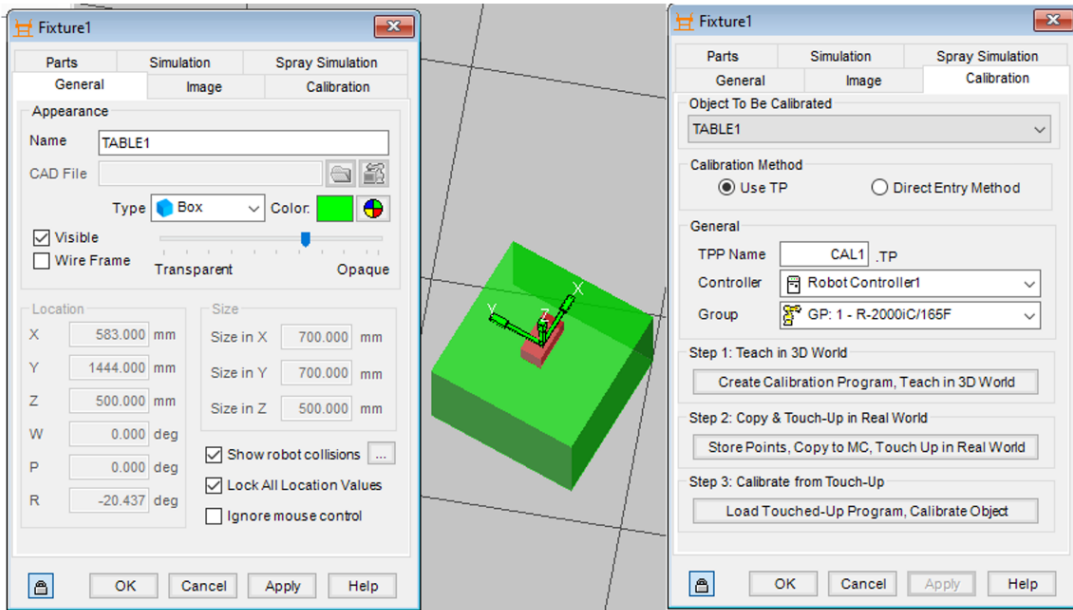 Fixture1
Parts Simulation Spray Simulation
General Image Calibration
Appearance
Name TABLE1
CAD File
Type Box Color:
Visible
Wire Frame
Transparent Opaque
Location
X 583.000 mm
Y 1444.000 mm
Z 500.000 mm
W 0.000 deg
P 0.000 deg
R -20.437 deg
Size
Size in X 700.000 mm
Size in Y 700.000 mm
Size in Z 500.000 mm
Show robot collisions ...
Lock All Location Values
Ignore mouse control
OK Cancel Apply Help
X
Y
Z
Fixture1
Parts Simulation Spray Simulation
General Image Calibration
Object To Be Calibrated
TABLE1
Calibration Method
Use TP Direct Entry Method
General
TPP Name CAL1 .TP
Controller Robot Controller1
Group GP: 1 - R-2000iC/165F
Step 1: Teach in 3D World
Create Calibration Program, Teach in 3D World
Step 2: Copy & Touch-Up in Real World
Store Points, Copy to MC, Touch Up in Real World
Step 3: Calibrate from Touch-Up
Load Touched-Up Program, Calibrate Object
OK Cancel Apply Help